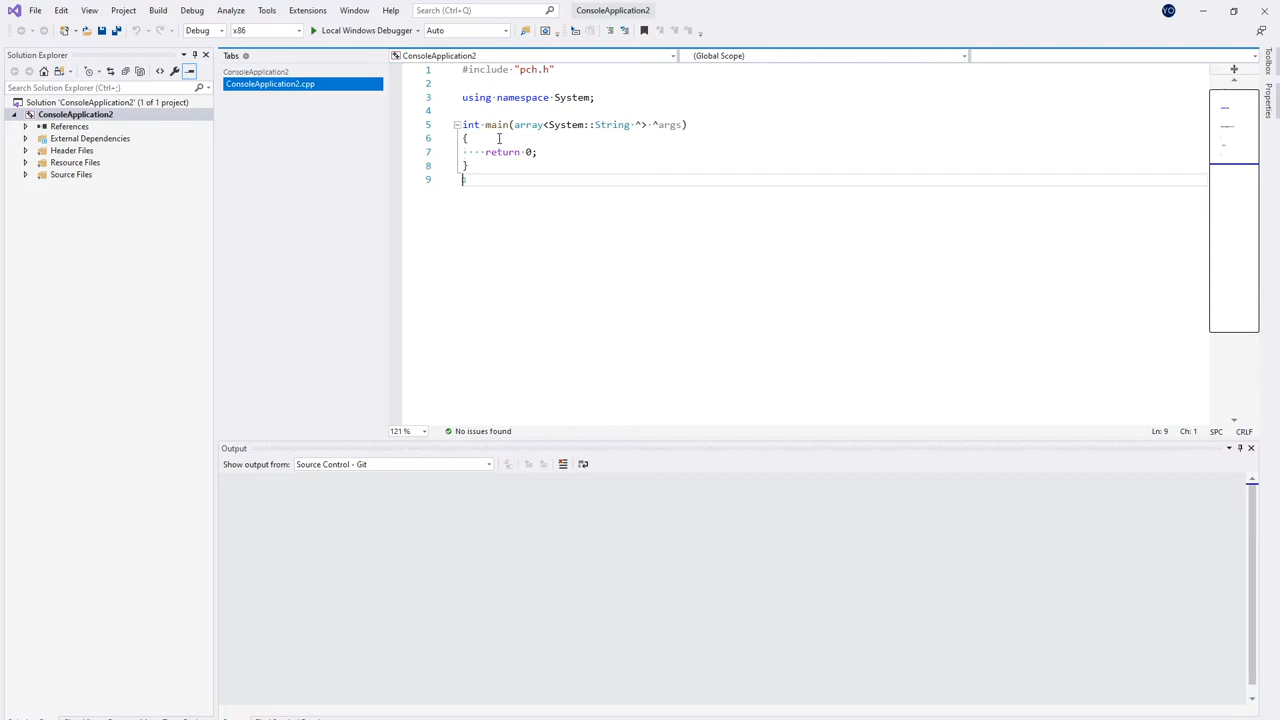 File Edit View Project Build Debug Analyze Tools Extensions Window Help Search (Ctrl+Q) ConsoleApplication2 YO
Debug x86 Local Windows Debugger Auto
Solution Explorer
Search Solution Explorer (Ctrl+;)
Solution 'ConsoleApplication2' (1 of 1 project)
ConsoleApplication2
References
External Dependencies
Header Files
Resource Files
Source Files
Tabs
ConsoleApplication2
ConsoleApplication2.cpp
ConsoleApplication2 (Global Scope)
1 #include "pch.h"
2
3 using namespace System;
4
5 int main(array<System::String ^> ^args)
6 {
7 ····return 0;
8 }
9
121 % No issues found Ln: 9 Ch: 1 SPC CRLF
Output
Show output from: Source Control - Git
Toolbox
Properties